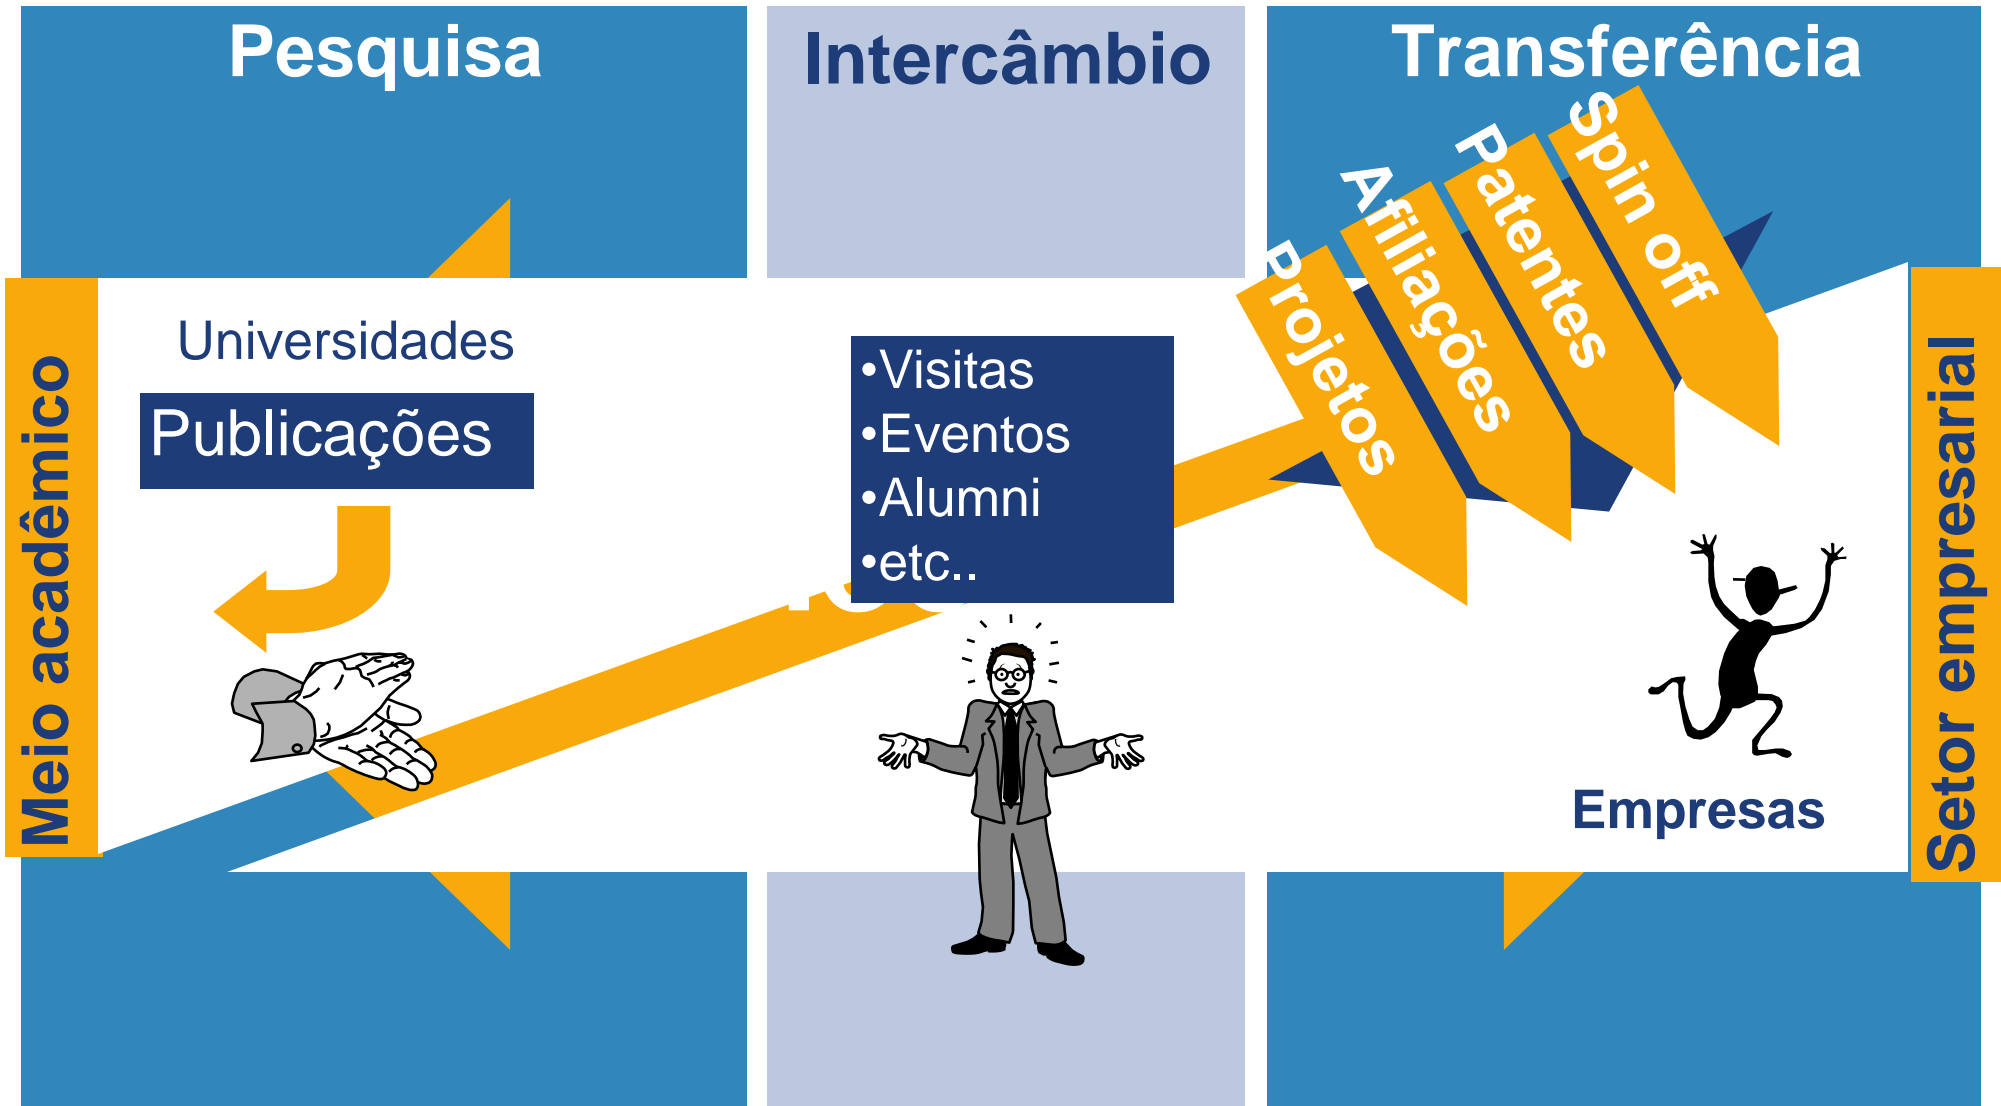 Pesquisa
Intercâmbio
Transferência
Meio acadêmico
Universidades
Publicações
•Visitas
•Eventos
•Alumni
•etc..
Projetos
Afiliações
Patentes
Spin off
Empresas
Setor empresarial